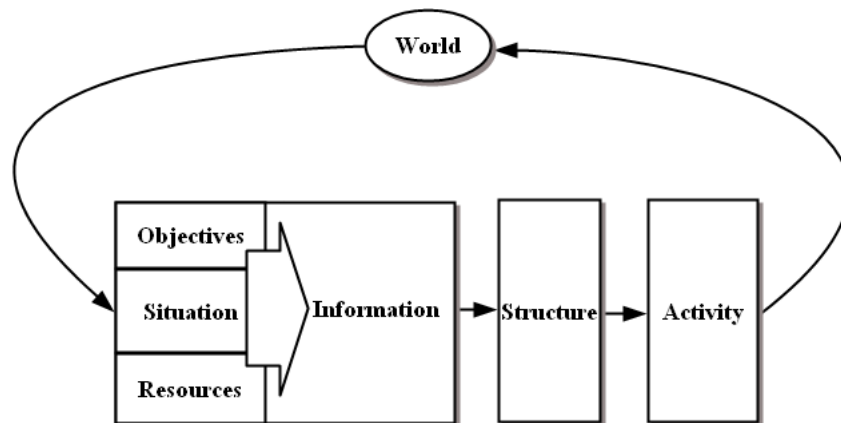 World
Objectives
Situation
Information
Structure
Activity
Resources